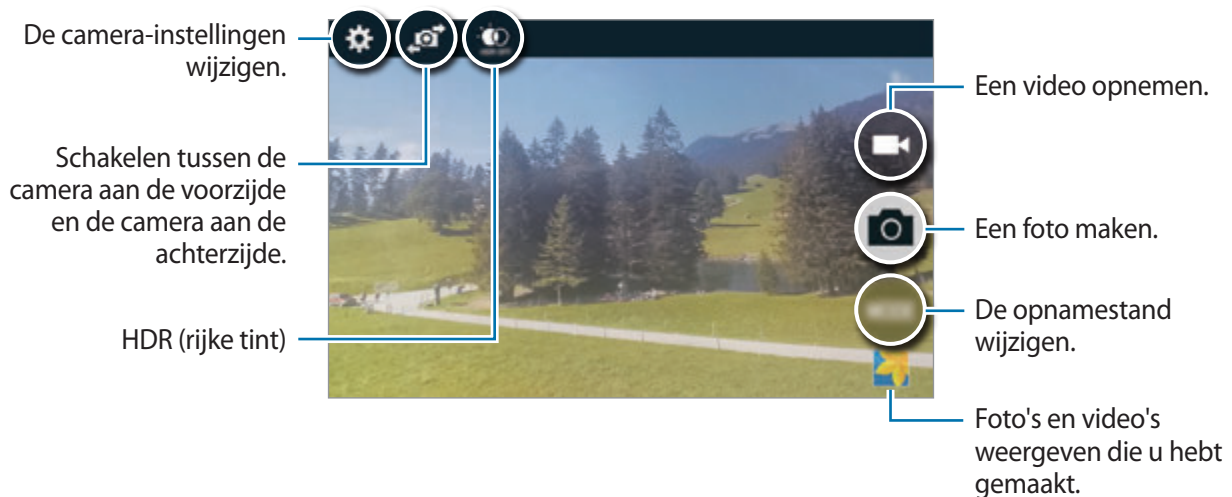 De camera-instellingen
wijzigen.
Schakelen tussen de
camera aan de voorzijde
en de camera aan de
achterzijde.
HDR (rijke tint)
Een video opnemen.
Een foto maken.
De opnamestand
wijzigen.
Foto's en video's
weergeven die u hebt
gemaakt.